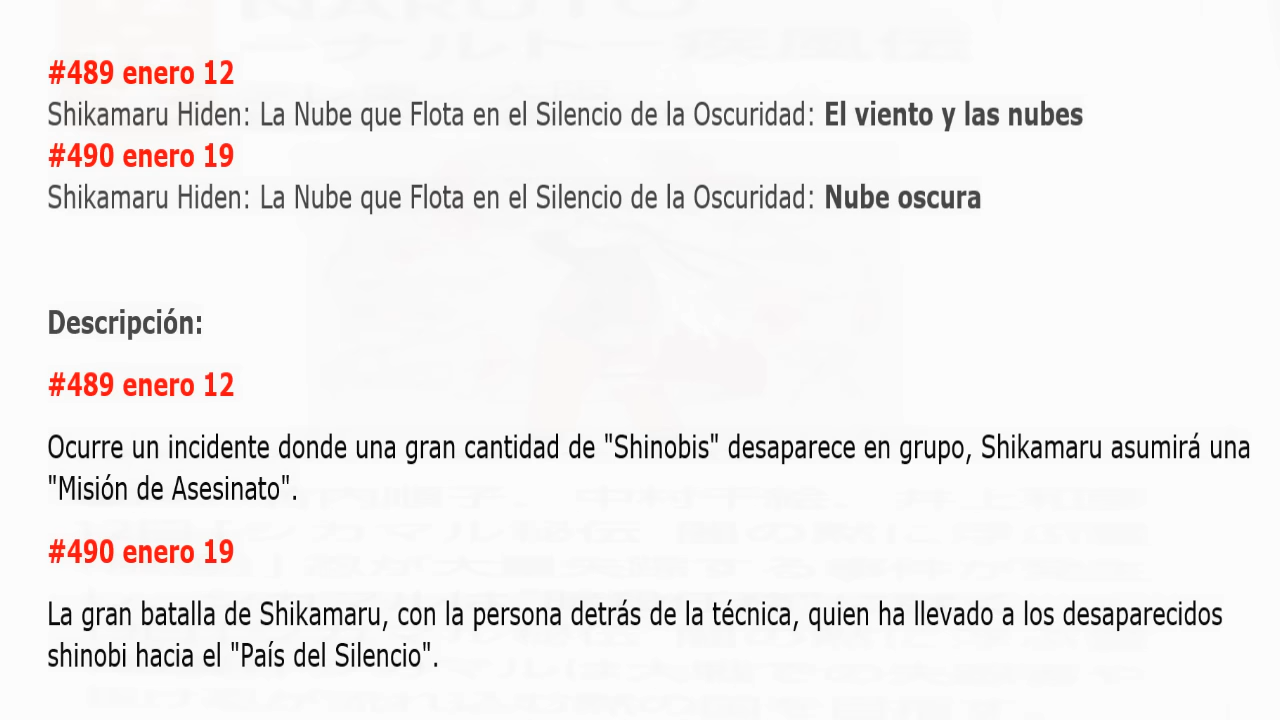 #489 enero 12
Shikamaru Hiden: La Nube que Flota en el Silencio de la Oscuridad: El viento y las nubes
#490 enero 19
Shikamaru Hiden: La Nube que Flota en el Silencio de la Oscuridad: Nube oscura
Descripción:
#489 enero 12
Ocurre un incidente donde una gran cantidad de "Shinobis" desaparece en grupo, Shikamaru asumirá una
"Misión de Asesinato".
#490 enero 19
La gran batalla de Shikamaru, con la persona detrás de la técnica, quien ha llevado a los desaparecidos
shinobi hacia el "País del Silencio".